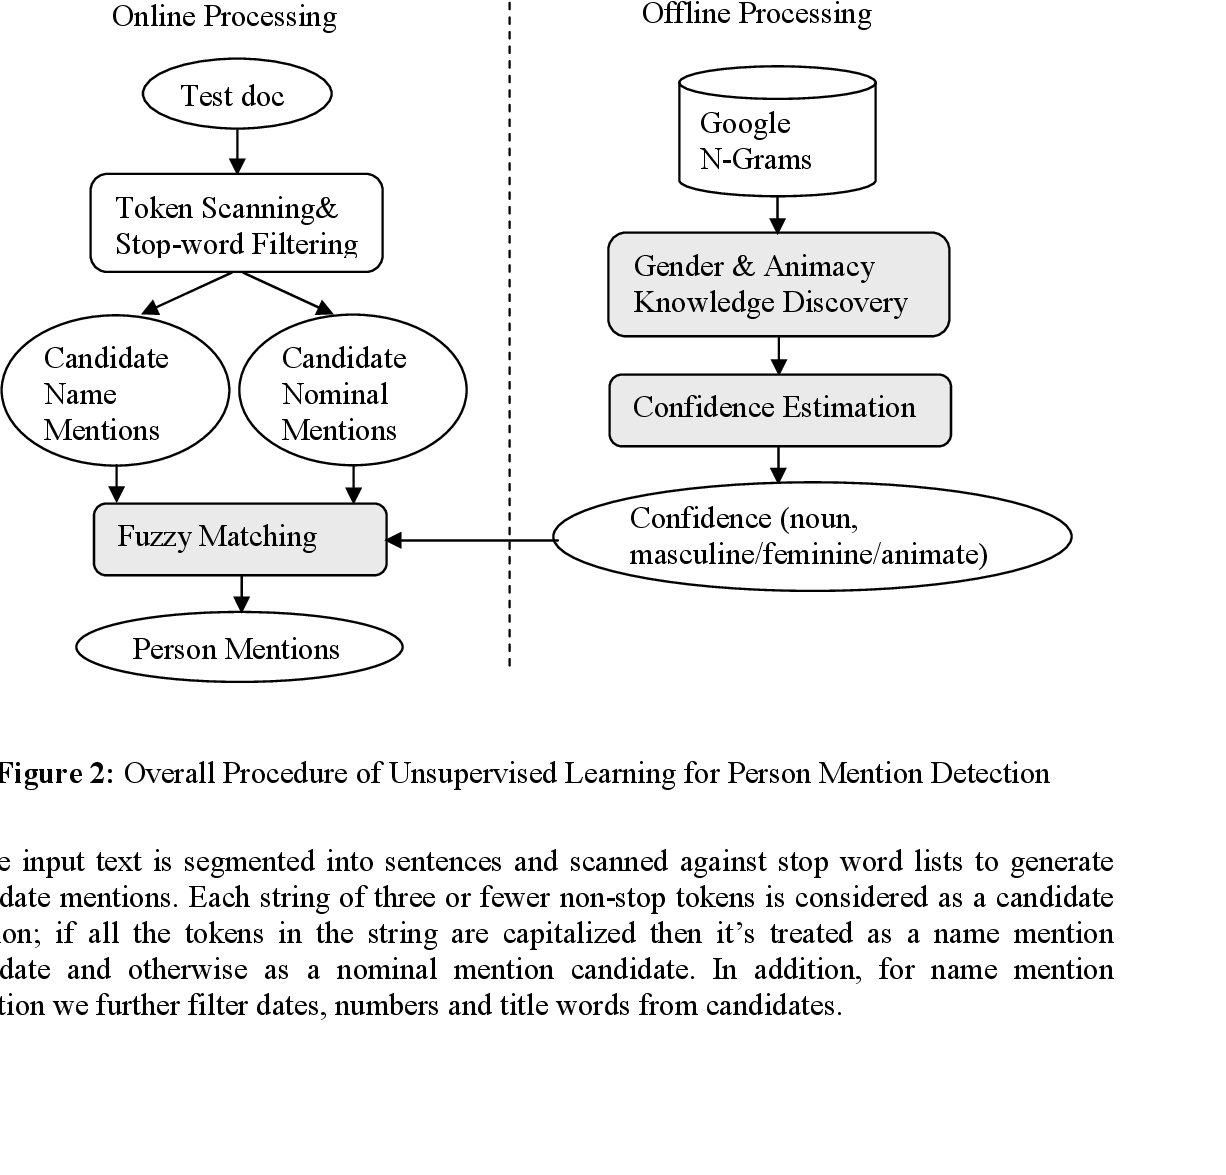 Online Processing
Offline Processing
Test doc
Google
N-Grams
Token Scanning&
Stop-word Filtering
Gender & Animacy
Knowledge Discovery
Candidate
Name
Mentions
Candidate
Nominal
Mentions
Confidence Estimation
Fuzzy Matching
Confidence (noun,
masculine/feminine/animate)
Person Mentions
Figure 2: Overall Procedure of Unsupervised Learning for Person Mention Detection
e input text is segmented into sentences and scanned against stop word lists to generate
date mentions. Each string of three or fewer non-stop tokens is considered as a candidate
on; if all the tokens in the string are capitalized then it’s treated as a name mention
date and otherwise as a nominal mention candidate. In addition, for name mention
tion we further filter dates, numbers and title words from candidates.